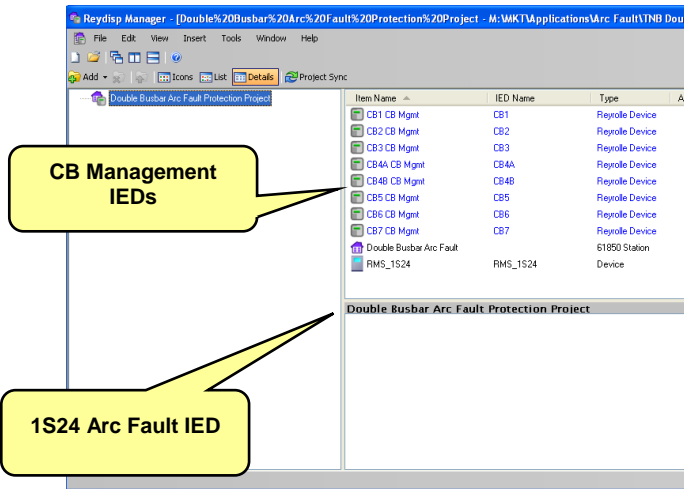 Reydisp Manager - [Double%20Busbar%20Arc%20Fault%20Protection%20Project - M:\MKT\Applications\Arc Fault\TNB Dou
File Edit View Insert Tools Window Help
Add Icons List Details Project Sync
Double Busbar Arc Fault Protection Project
Item Name IED Name Type A
CB1 CB Mgmt CB1 Reyrolle Device
CB2 CB Mgmt CB2 Reyrolle Device
CB3 CB Mgmt CB3 Reyrolle Device
CB4A CB Mgmt CB4A Reyrolle Device
CB4B CB Mgmt CB4B Reyrolle Device
CB5 CB Mgmt CB5 Reyrolle Device
CB6 CB Mgmt CB6 Reyrolle Device
CB7 CB Mgmt CB7 Reyrolle Device
Double Busbar Arc Fault 61850 Station
RMS_1S24 RMS_1S24 Device
Double Busbar Arc Fault Protection Project
CB Management
IEDs
1S24 Arc Fault IED